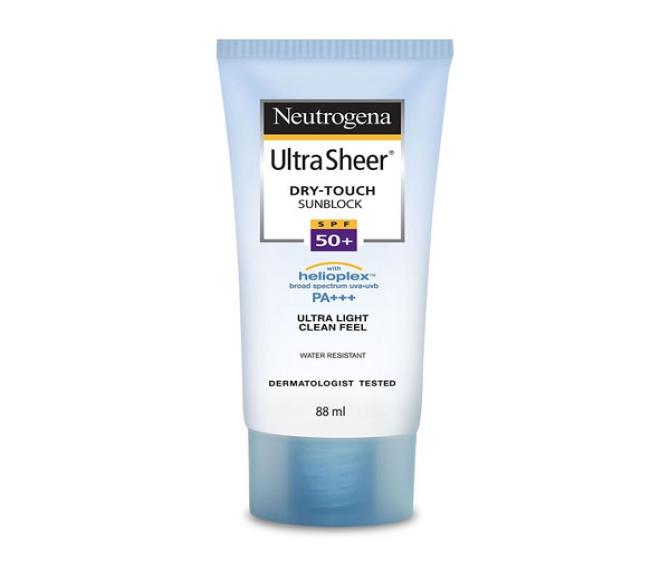 Neutrogena
Ultra Sheer®
DRY-TOUCH
SUNBLOCK
SPF
50+
with
helioplex™
broad spectrum uva-uvb
PA+++
ULTRA LIGHT
CLEAN FEEL
WATER RESISTANT
DERMATOLOGIST TESTED
88 ml